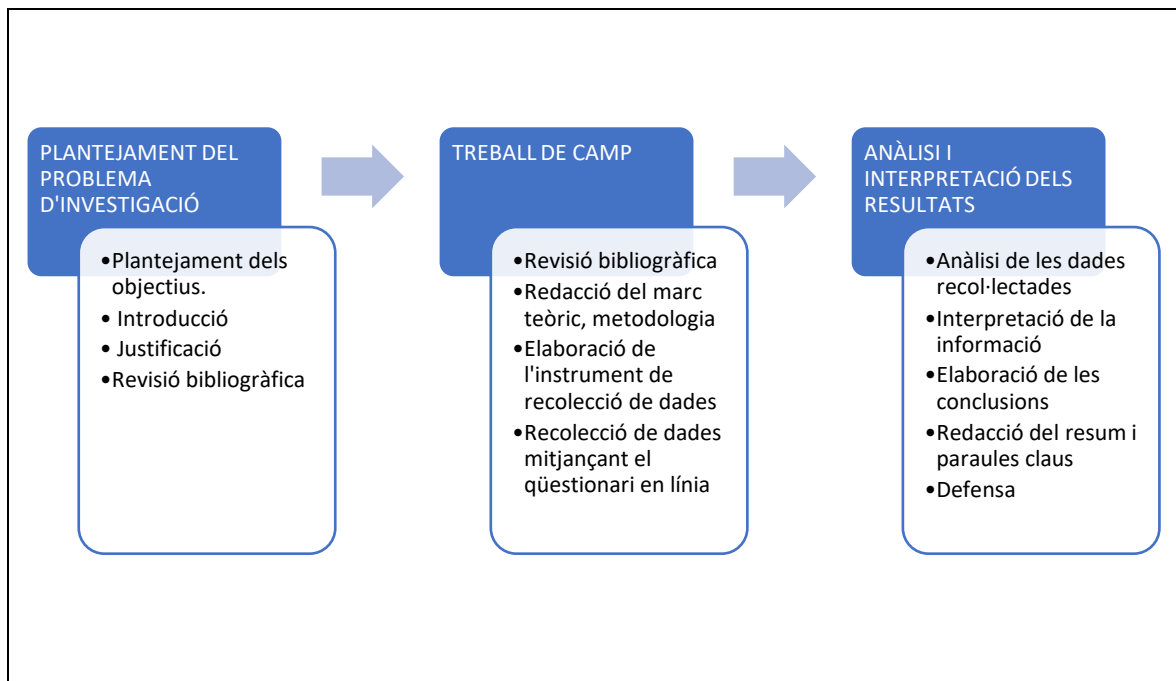 PLANTEJAMENT DEL
PROBLEMA
D'INVESTIGACIÓ
•Plantejament dels
objectius.
• Introducció
• Justificació
•Revisió bibliogràfica
TREBALL DE CAMP
•Revisió bibliogràfica
•Redacció del marc
teòric, metodologia
•Elaboració de
l'instrument de
recolecció de dades
•Recolecció de dades
mitjançant el
qüestionari en línia
ANÀLISI I
INTERPRETACIÓ DELS
RESULTATS
•Anàlisi de les dades
recol·lectades
•Interpretació de la
informació
•Elaboració de les
conclusions
•Redacció del resum i
paraules claus
•Defensa